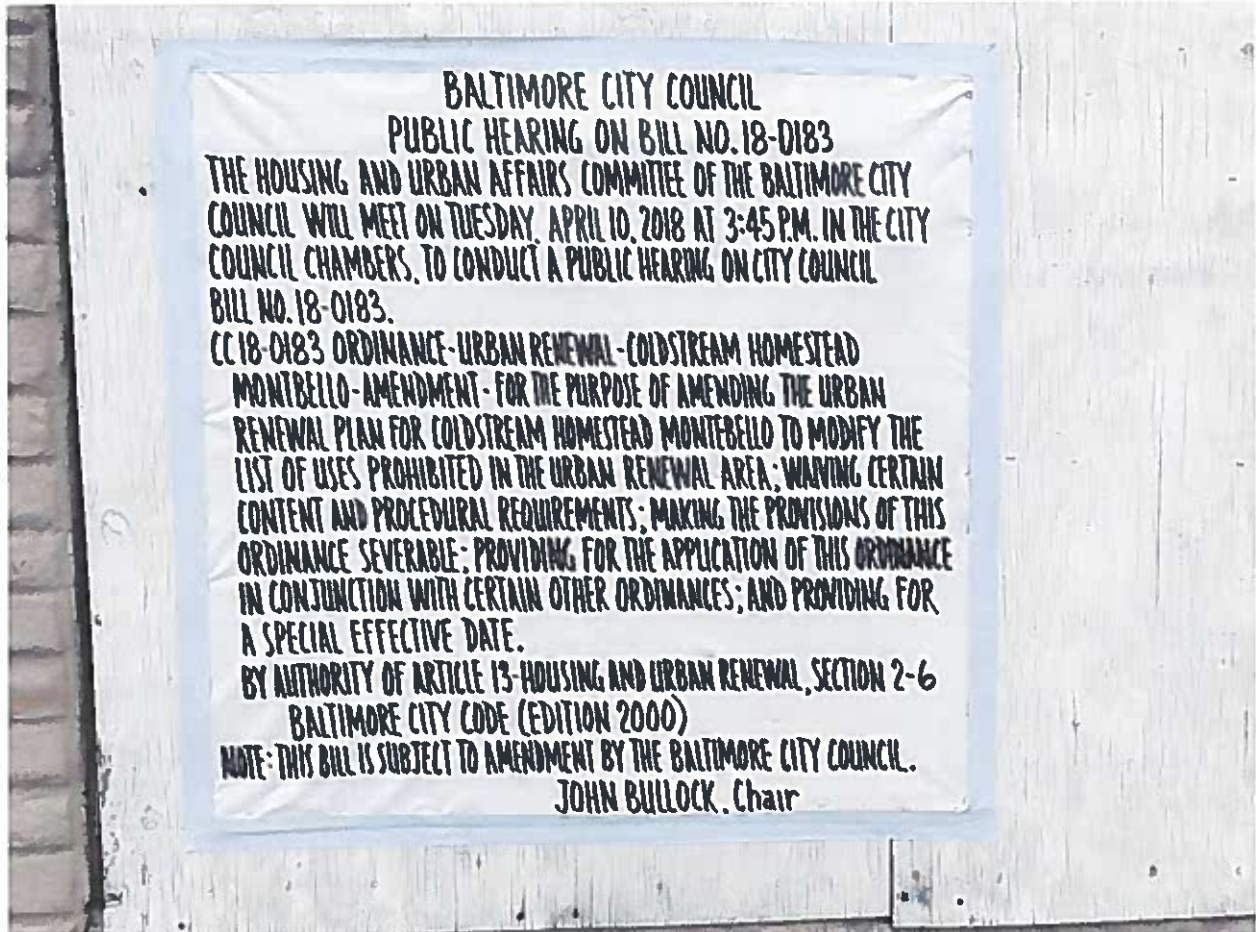 BALTIMORE CITY COUNCIL
PUBLIC HEARING ON BILL NO. 18-0183
THE HOUSING AND URBAN AFFAIRS COMMITTEE OF THE BALTIMORE CITY
COUNCIL WILL MEET ON TUESDAY, APRIL 10, 2018 AT 3:45 P.M. IN THE CITY
COUNCIL CHAMBERS, TO CONDUCT A PUBLIC HEARING ON CITY COUNCIL
BILL NO. 18-0183.
CC 18-0183 ORDINANCE-URBAN RENEWAL-COLDSTREAM HOMESTEAD
MONTBELLO-AMENDMENT-FOR THE PURPOSE OF AMENDING THE URBAN
RENEWAL PLAN FOR COLDSTREAM HOMESTEAD MONTEBELLO TO MODIFY THE
LIST OF USES PROHIBITED IN THE URBAN RENEWAL AREA; WAIVING CERTAIN
CONTENT AND PROCEDURAL REQUIREMENTS; MAKING THE PROVISIONS OF THIS
ORDINANCE SEVERABLE; PROVIDING FOR THE APPLICATION OF THIS ORDINANCE
IN CONJUNCTION WITH CERTAIN OTHER ORDINANCES; AND PROVIDING FOR
A SPECIAL EFFECTIVE DATE.
BY AUTHORITY OF ARTICLE 13-HOUSING AND URBAN RENEWAL, SECTION 2-6
BALTIMORE CITY CODE (EDITION 2000)
NOTE: THIS BILL IS SUBJECT TO AMENDMENT BY THE BALTIMORE CITY COUNCIL.
JOHN BULLOCK, Chair